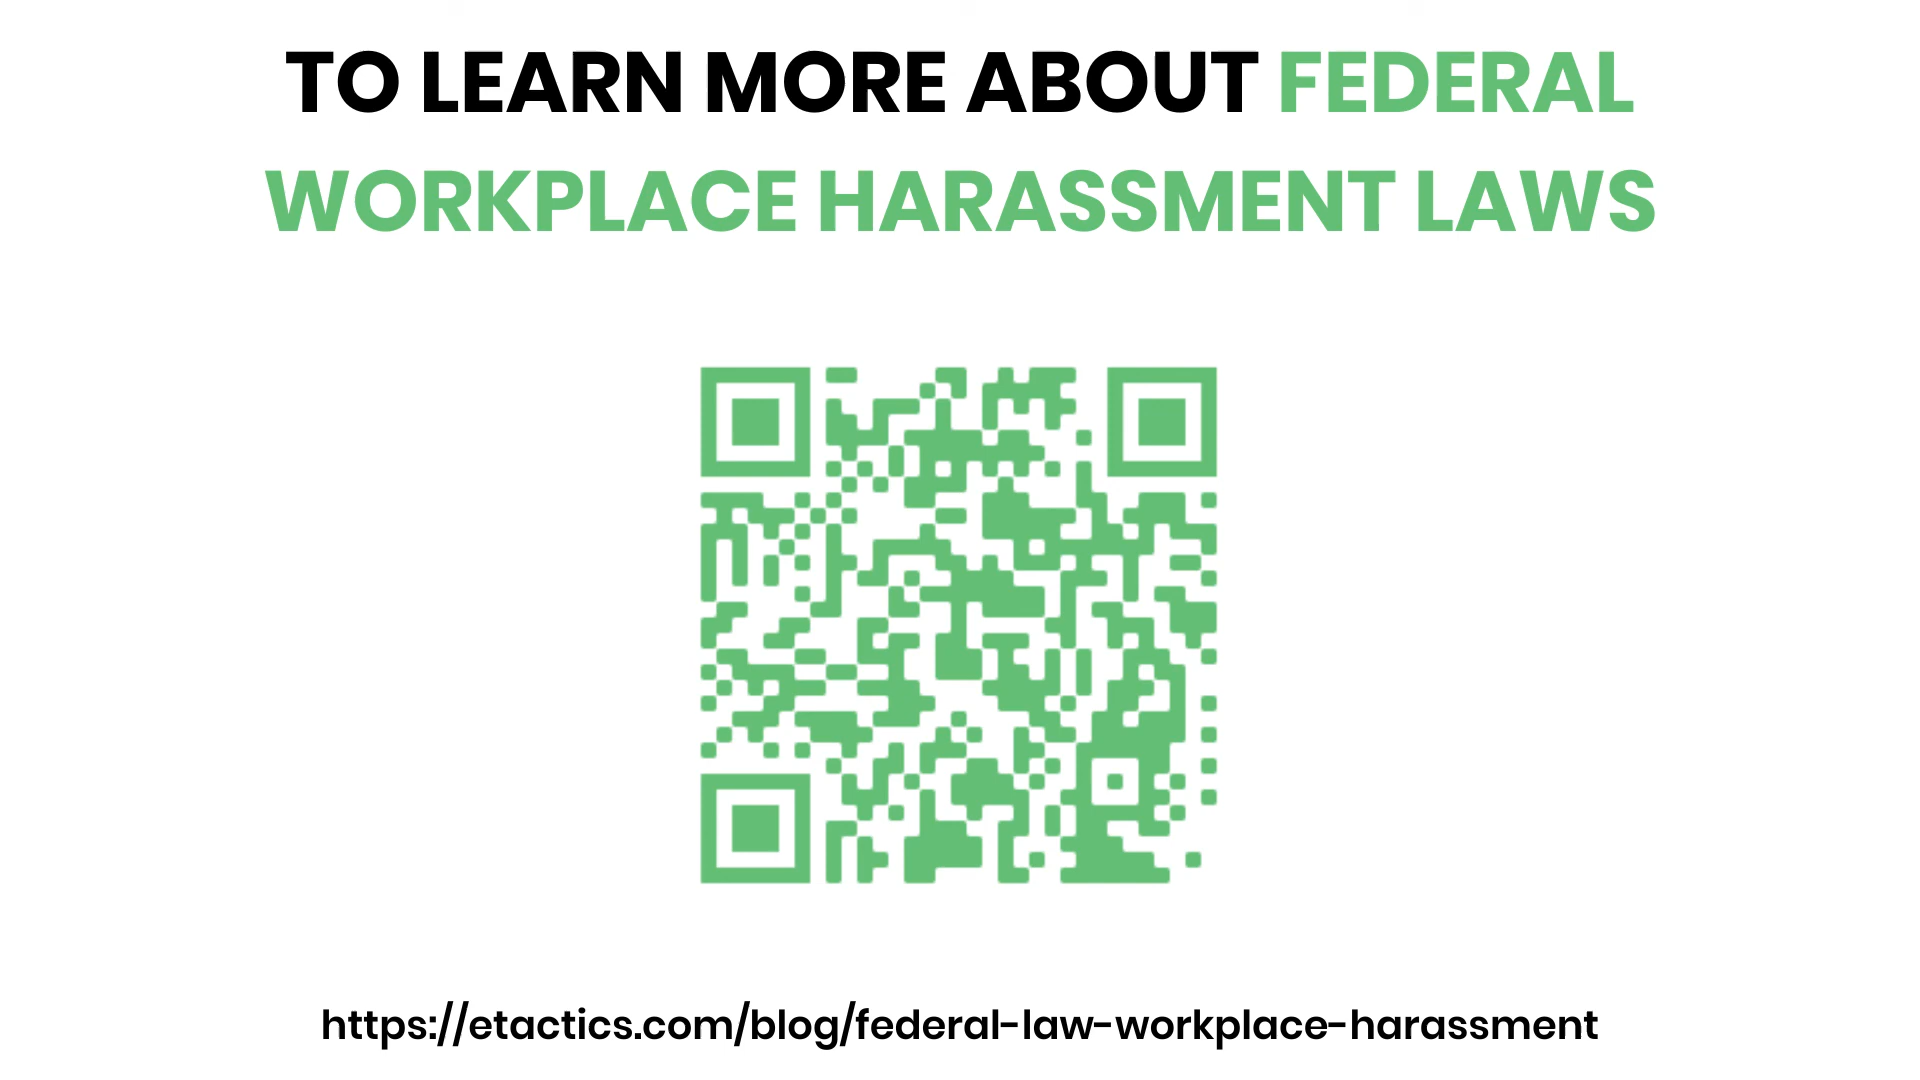 TO LEARN MORE ABOUT FEDERAL
WORKPLACE HARASSMENT LAWS
https://etactics.com/blog/federal-law-workplace-harassment